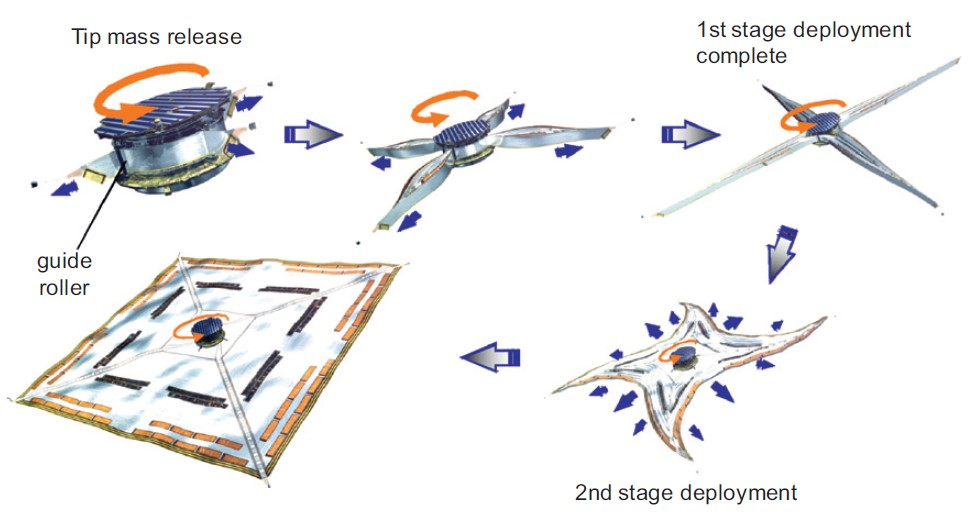 Tip mass release
1st stage deployment
complete
guide
roller
2nd stage deployment